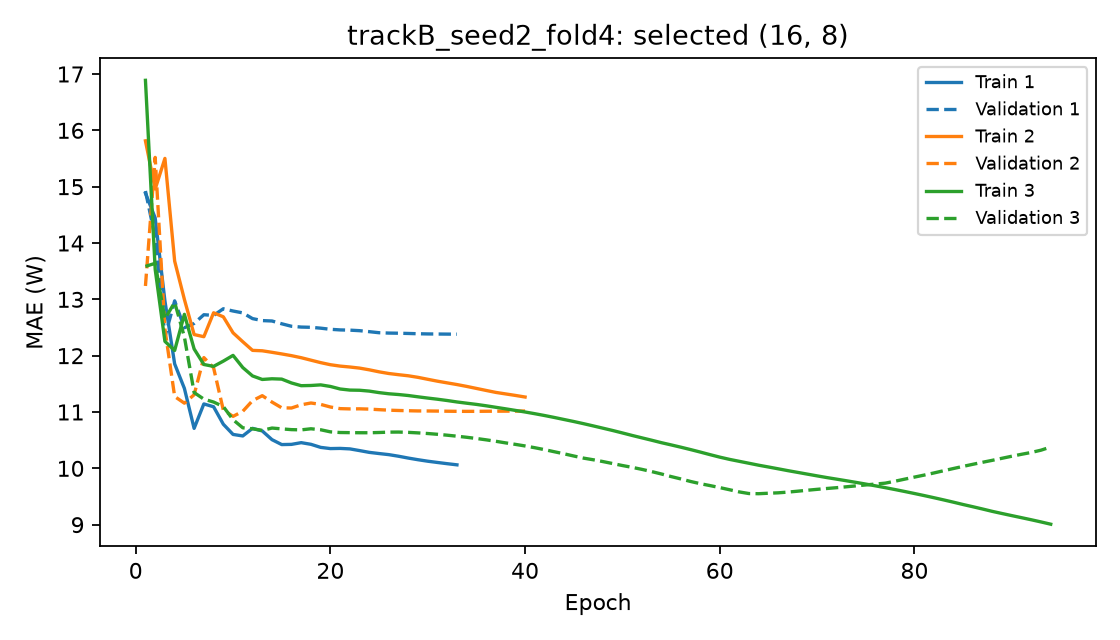 trackB_seed2_fold4: selected (16, 8)
MAE (W)
17
16
15
14
13
12
11
10
9
0
20
40
60
80
Epoch
Train 1
Validation 1
Train 2
Validation 2
Train 3
Validation 3